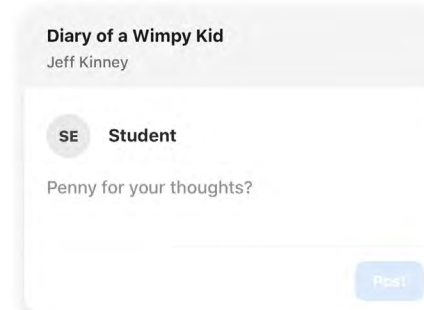 Diary of a Wimpy Kid
Jeff Kinney
SE Student
Penny for your thoughts?
Post